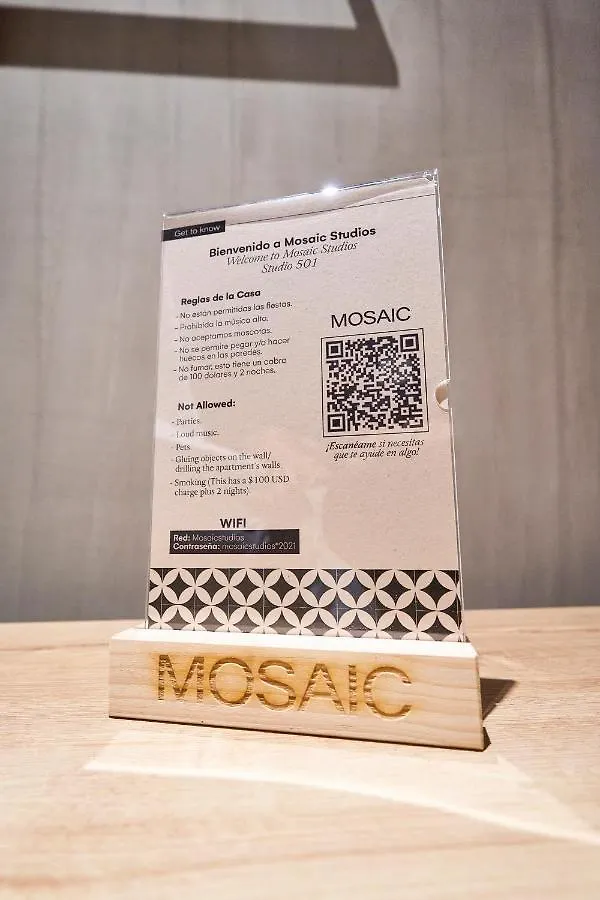 Get to know
Bienvenido a Mosaic Studios
Welcome to Mosaic Studios
Studio 501
Reglas de la Casa
- No están permitidas las fiestas.
- Prohibida la música alta.
- No aceptamos mascotas.
- No se permite pegar y/o hacer
huecos en las paredes.
- No fumar, esto tiene un cobro
de 100 dolares y 2 noches.
Not Allowed:
- Parties.
- Loud music.
- Pets.
- Gluing objects on the wall/
drilling the apartment's walls
- Smoking (This has a $100 USD
charge plus 2 nights).
WIFI
Red: Mosaicstudios
Contraseña: mosaicstudios*2021
MOSAIC
¡Escanéame si necesitas
que te ayude en algo!
MOSAIC